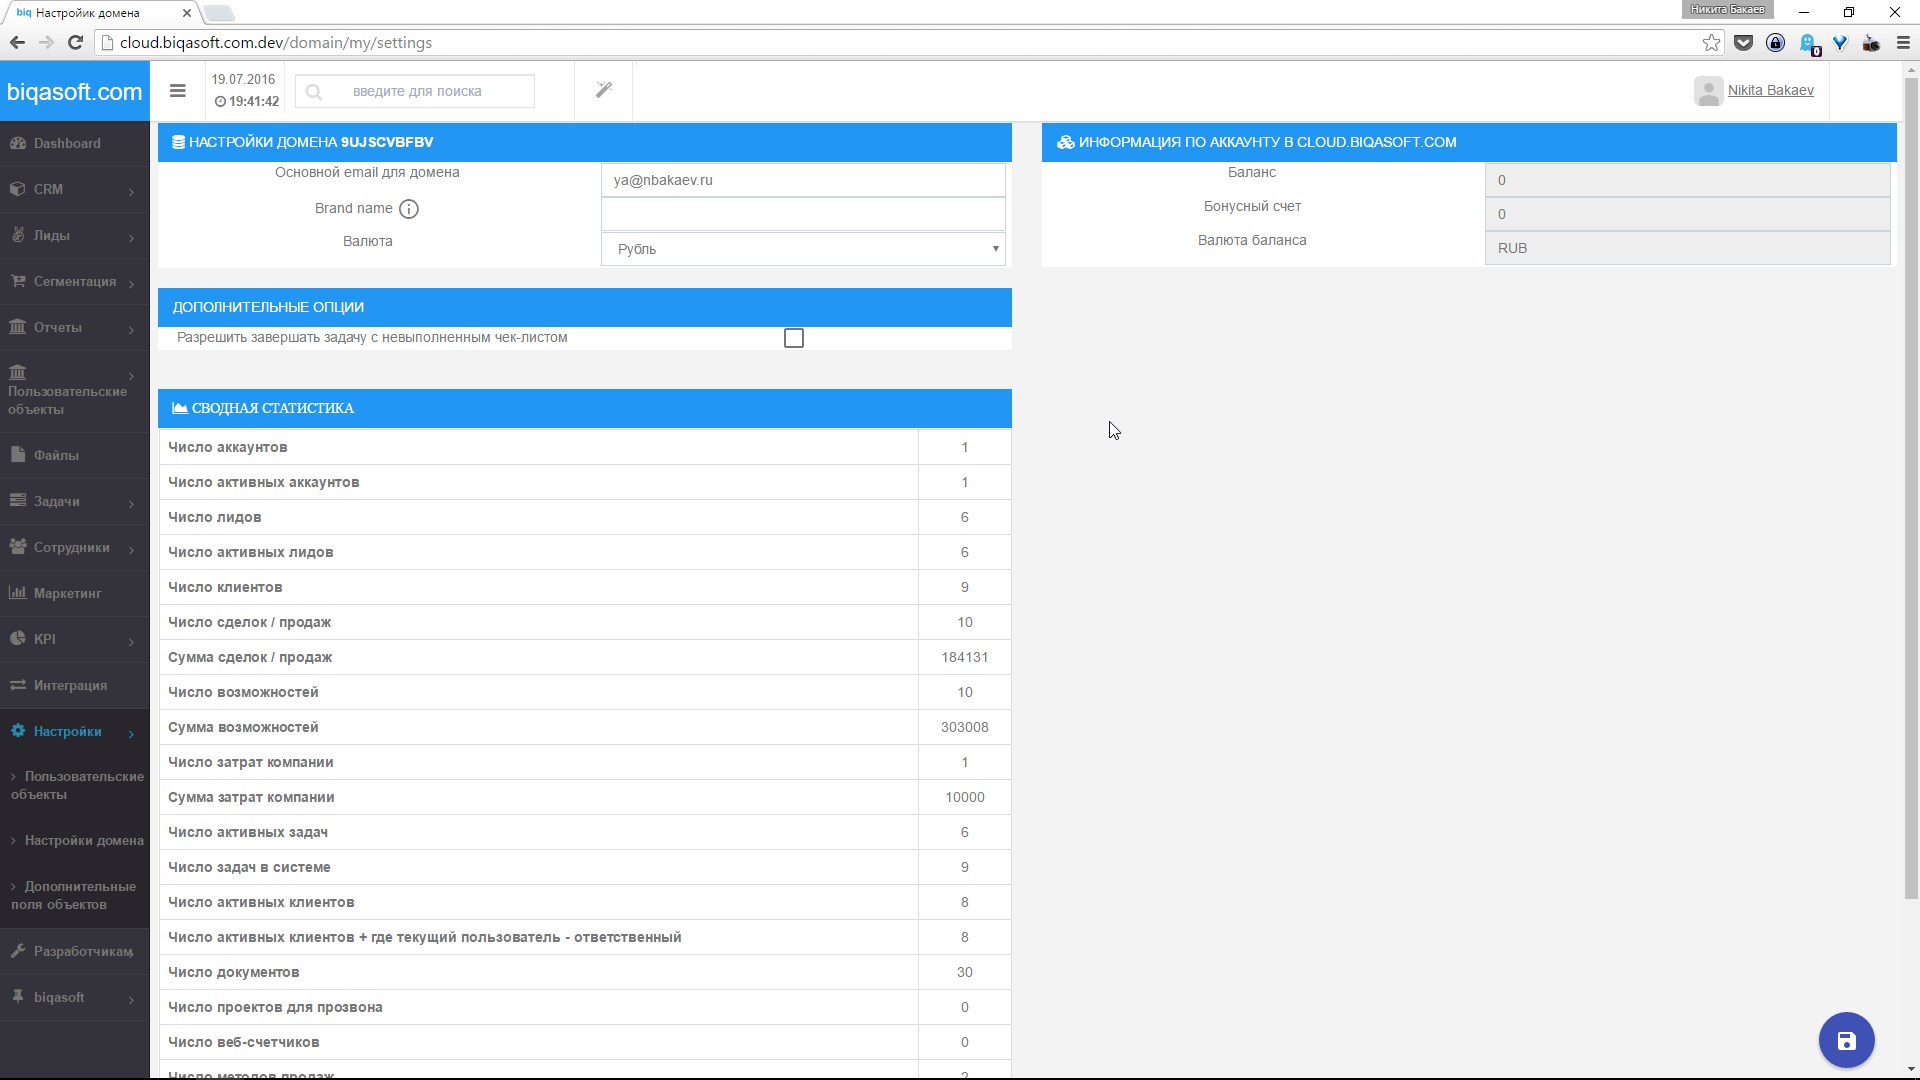 biq Настройик домена
Никита Бакаев
cloud.biqasoft.com.dev/domain/my/settings
0
biqasoft.com
19.07.2016
19:41:42
введите для поиска
Nikita Bakaev
Dashboard
CRM
Лиды
Сегментация
Отчеты
Пользовательские
объекты
Файлы
Задачи
Сотрудники
Маркетинг
KPI
Интеграция
Настройки
Пользовательские
объекты
Настройки домена
Дополнительные
поля объектов
Разработчикам
biqasoft
НАСТРОЙКИ ДОМЕНА 9UJSCVBFBV
Основной email для домена ya@nbakaev.ru
Brand name
Валюта Рубль
ИНФОРМАЦИЯ ПО АККАУНТУ В CLOUD.BIQASOFT.COM
Баланс 0
Бонусный счет 0
Валюта баланса RUB
ДОПОЛНИТЕЛЬНЫЕ ОПЦИИ
Разрешить завершать задачу с невыполненным чек-листом
СВОДНАЯ СТАТИСТИКА
Число аккаунтов 1
Число активных аккаунтов 1
Число лидов 6
Число активных лидов 6
Число клиентов 9
Число сделок / продаж 10
Сумма сделок / продаж 184131
Число возможностей 10
Сумма возможностей 303008
Число затрат компании 1
Сумма затрат компании 10000
Число активных задач 6
Число задач в системе 9
Число активных клиентов 8
Число активных клиентов + где текущий пользователь - ответственный 8
Число документов 30
Число проектов для прозвона 0
Число веб-счетчиков 0
Число методов продаж 2